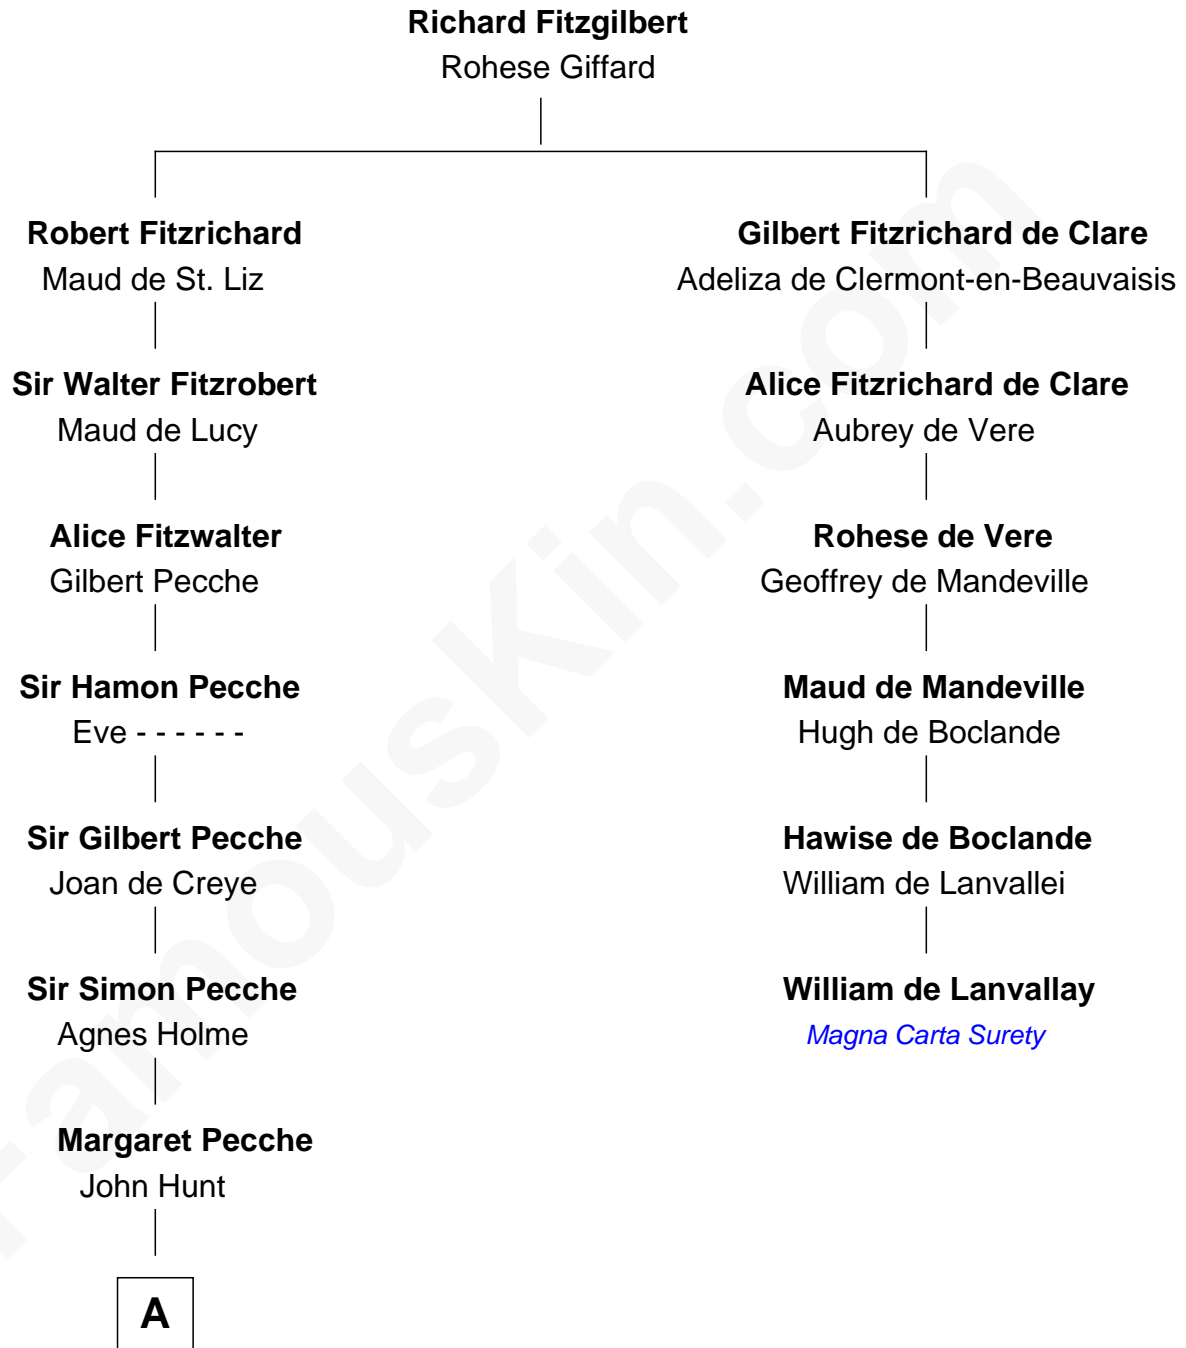 Richard Fitzgilbert
Rohese Giffard
Robert Fitzrichard
Maud de St. Liz
Gilbert Fitzrichard de Clare
Adeliza de Clermont-en-Beauvaisis
Sir Walter Fitzrobert
Maud de Lucy
Alice Fitzrichard de Clare
Aubrey de Vere
Alice Fitzwalter
Gilbert Pecche
Rohese de Vere
Geoffrey de Mandeville
Sir Hamon Pecche
Eve - - - - - -
Maud de Mandeville
Hugh de Boclande
Sir Gilbert Pecche
Joan de Creye
Hawise de Boclande
William de Lanvallei
Sir Simon Pecche
Agnes Holme
William de Lanvallay
Magna Carta Surety
Margaret Pecche
John Hunt
A
FamousKin.com